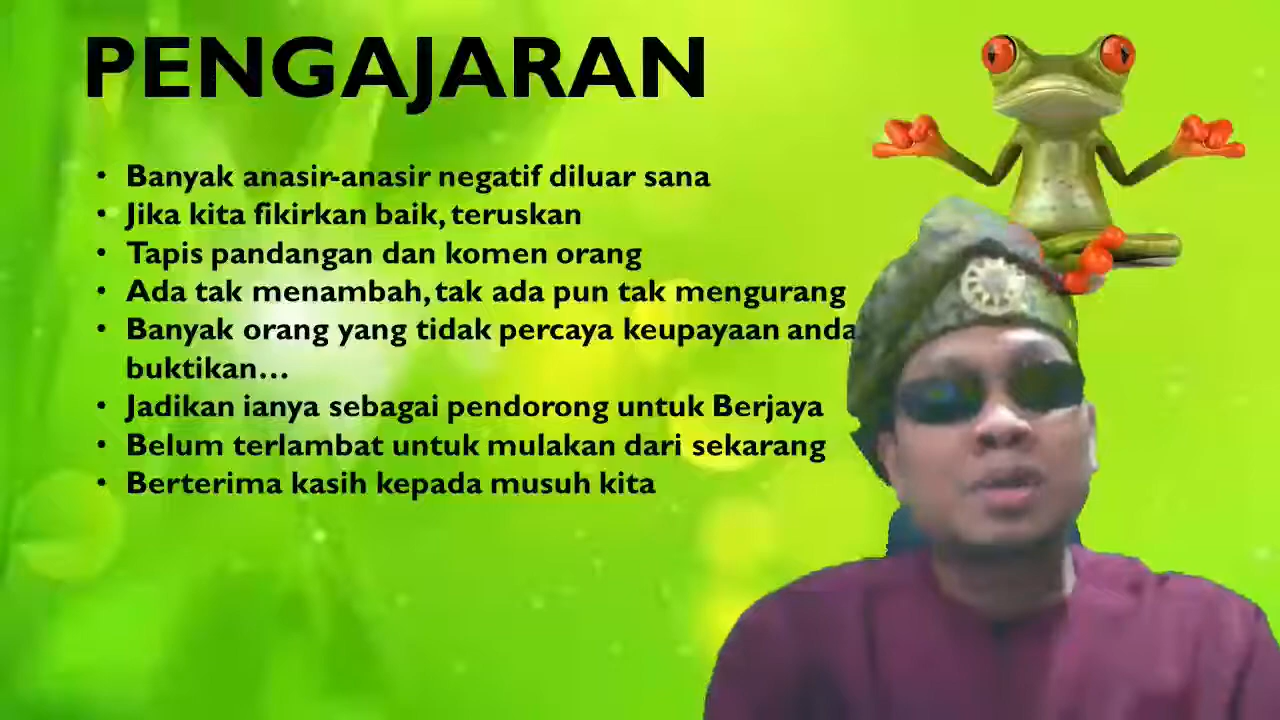 PENGAJARAN
• Banyak anasir-anasir negatif diluar sana
• Jika kita fikirkan baik, teruskan
• Tapis pandangan dan komen orang
• Ada tak menambah, tak ada pun tak mengurang
• Banyak orang yang tidak percaya keupayaan anda
buktikan...
• Jadikan ianya sebagai pendorong untuk Berjaya
• Belum terlambat untuk mulakan dari sekarang
• Berterima kasih kepada musuh kita